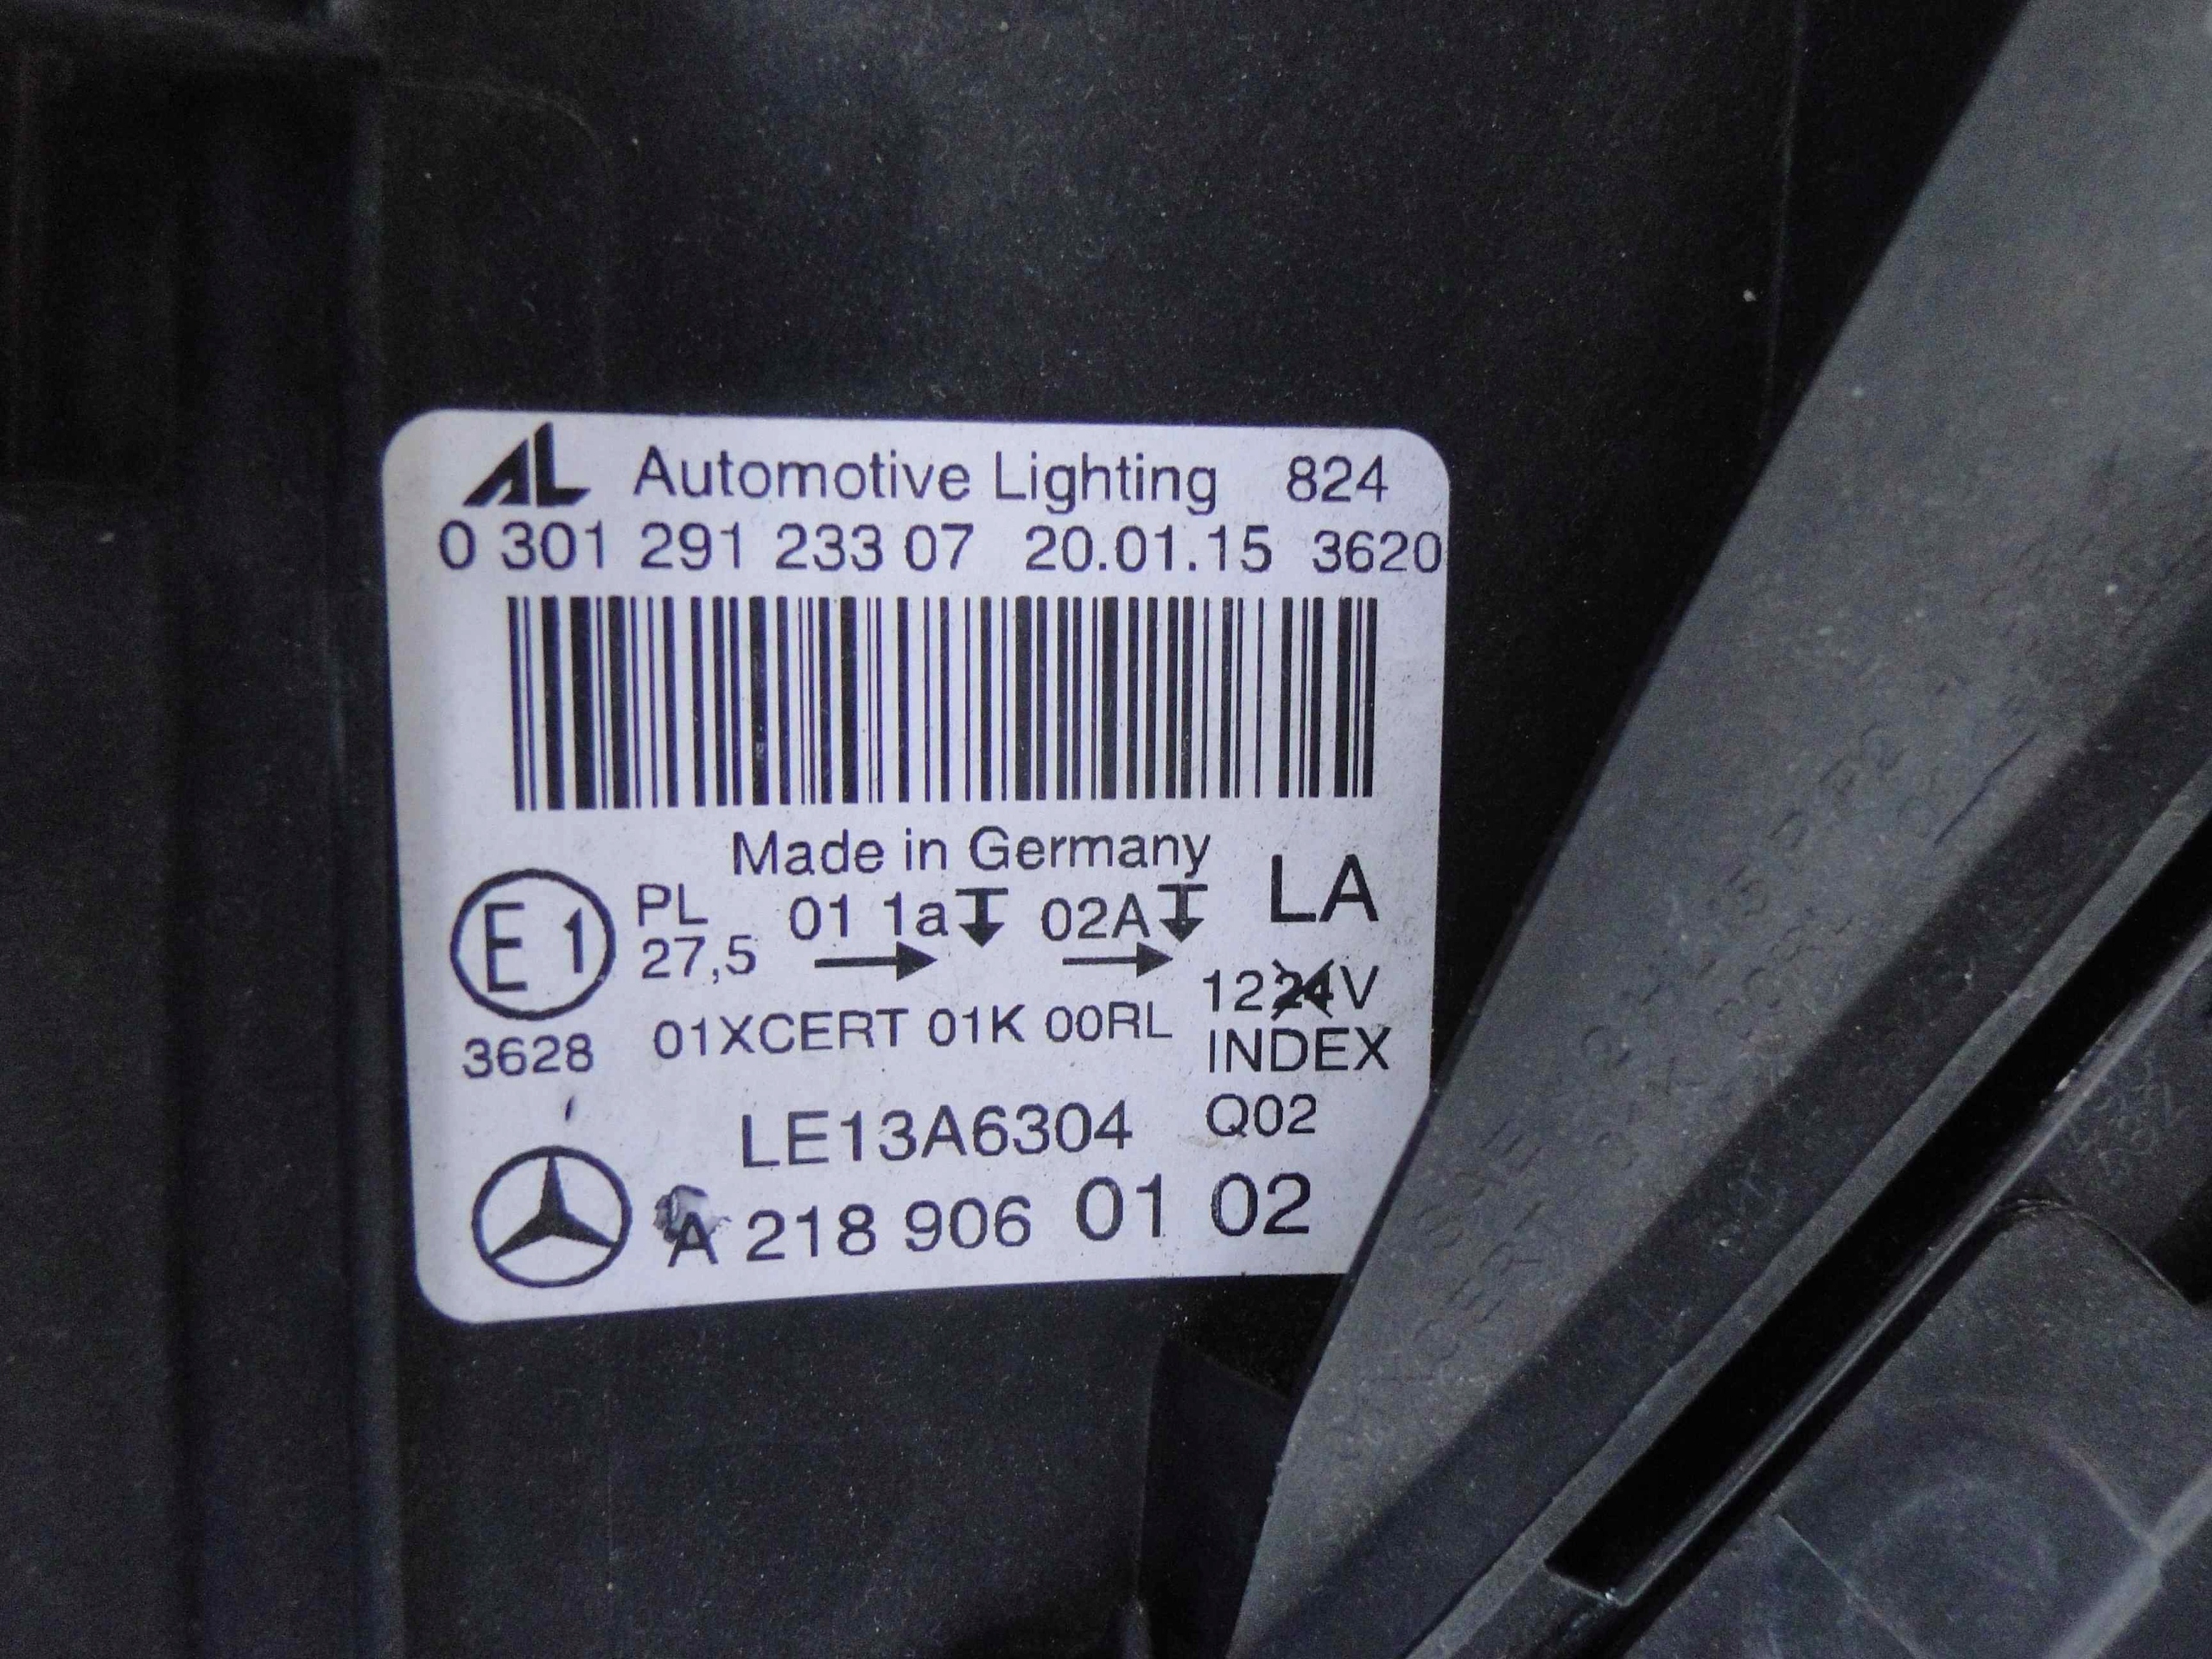 AL Automotive Lighting 824
0 301 291 233 07 20.01.15 3620
Made in Germany
E1 PL 01 1a 02A LA
27,5
1224V
3628 01XCERT 01K 00RL INDEX
LE13A6304 Q02
A 218 906 01 02